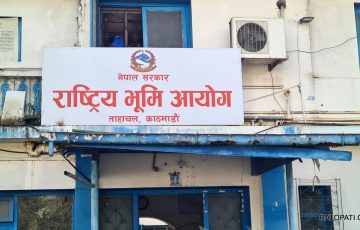 नेपाल सरकार
राष्ट्रिय भूमि आयोग
ताहाचल, काठमाडौं
RATOPATI.COM